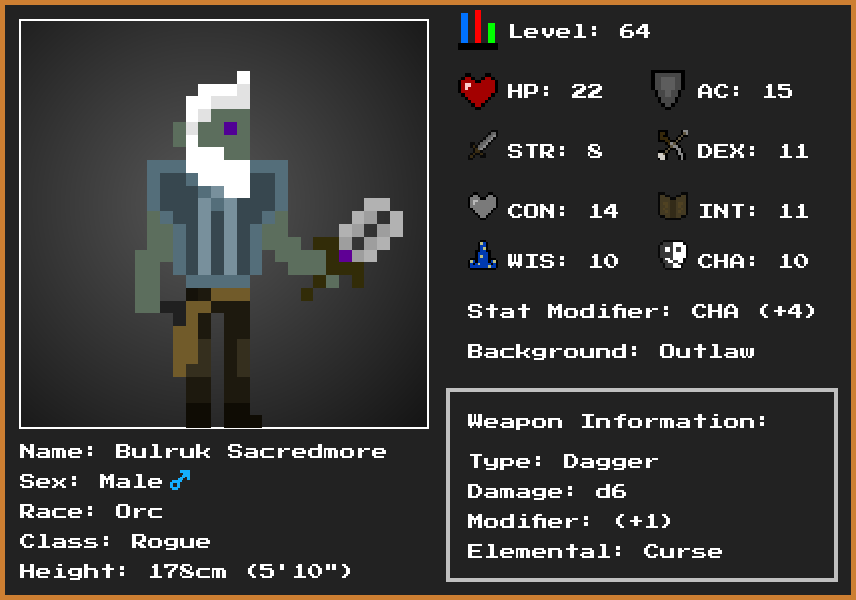 Level: 64
HP: 22
AC: 15
STR: 8
DEX: 11
CON: 14
INT: 11
WIS: 10
CHA: 10
Stat Modifier: CHA (+4)
Background: Outlaw
Weapon Information:
Type: Dagger
Damage: d6
Modifier: (+1)
Elemental: Curse
Name: Bulruk Sacredmore
Sex: Male ♂
Race: Orc
Class: Rogue
Height: 178cm (5'10")